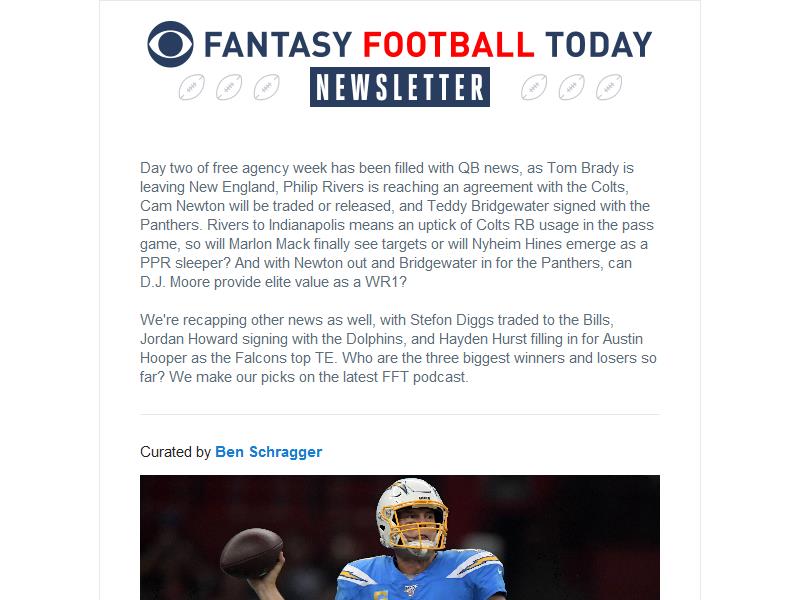 FANTASY FOOTBALL TODAY
NEWSLETTER
Day two of free agency week has been filled with QB news, as Tom Brady is
leaving New England, Philip Rivers is reaching an agreement with the Colts,
Cam Newton will be traded or released, and Teddy Bridgewater signed with the
Panthers. Rivers to Indianapolis means an uptick of Colts RB usage in the pass
game, so will Marlon Mack finally see targets or will Nyheim Hines emerge as a
PPR sleeper? And with Newton out and Bridgewater in for the Panthers, can
D.J. Moore provide elite value as a WR1?
We're recapping other news as well, with Stefon Diggs traded to the Bills,
Jordan Howard signing with the Dolphins, and Hayden Hurst filling in for Austin
Hooper as the Falcons top TE. Who are the three biggest winners and losers so
far? We make our picks on the latest FFT podcast.
Curated by Ben Schragger